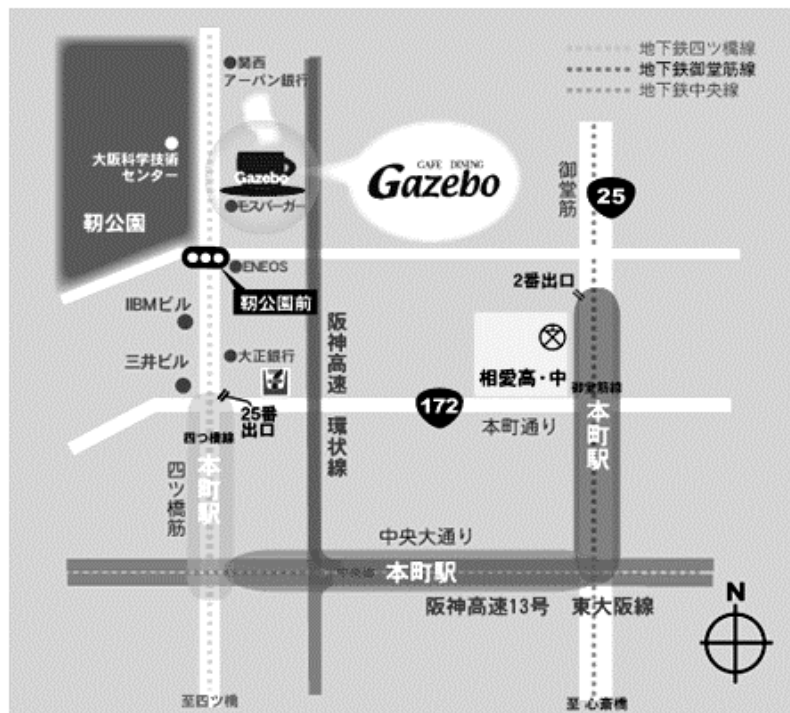 地下鉄四ツ橋線
地下鉄御堂筋線
地下鉄中央線
関西
アーバン銀行
大阪科学技術
センター
靭公園
Gazebo
CAFE DINING
Gazebo
モスバーガー
御堂筋
25
ENEOS
靭公園前
2番出口
IIBMビル
三井ビル
大正銀行
阪神高速 環状線
相愛高・中
御堂筋線
25番
出口
172
本町通り
本町駅
四つ橋線
本町駅
四ツ橋筋
中央大通り
中央線
本町駅
阪神高速13号 東大阪線
N
至四ツ橋
至 心斎橋